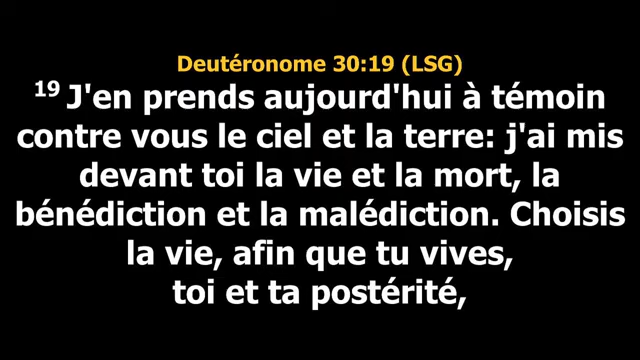 Deutéronome 30:19 (LSG)
19 J'en prends aujourd'hui à témoin
contre vous le ciel et la terre: j'ai mis
devant toi la vie et la mort, la
bénédiction et la malédiction. Choisis
la vie, afin que tu vives,
toi et ta postérité,